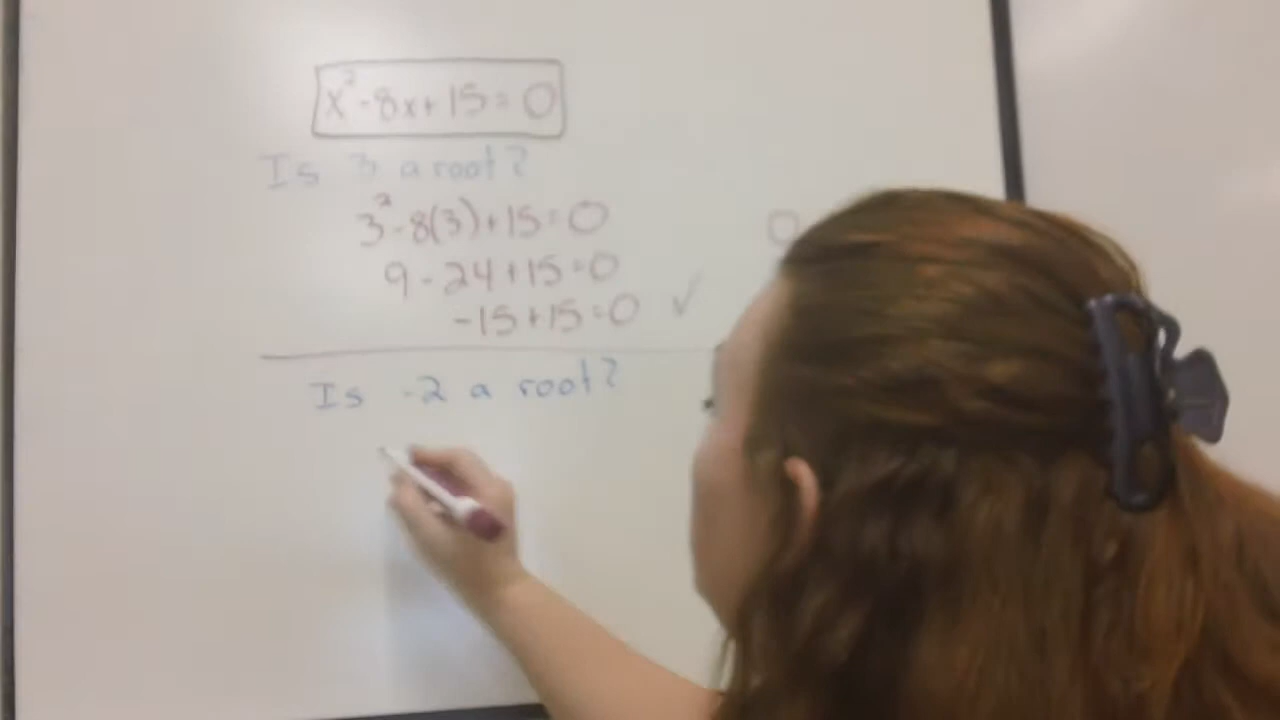 x²-8x+15=0
Is 3 a root?
3²-8(3)+15=0
9-24+15=0
-15+15=0 ✓
0
Is -2 a root?